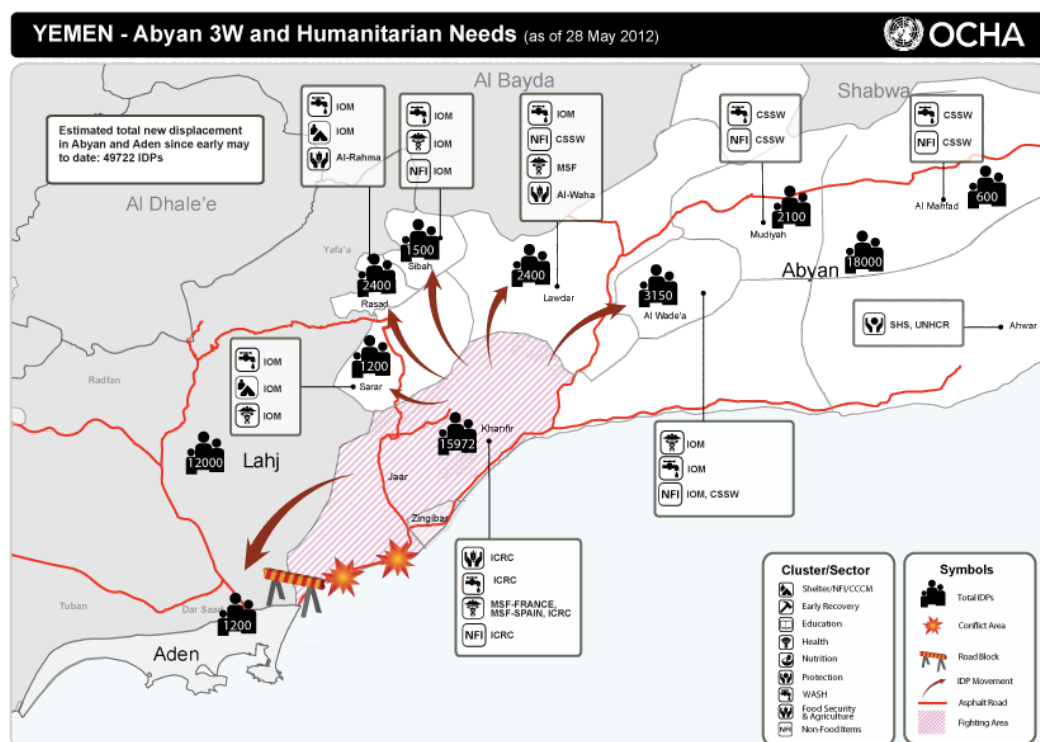 YEMEN - Abyan 3W and Humanitarian Needs (as of 28 May 2012)
OCHA
Al Bayda
Shabwa
Estimated total new displacement
in Abyan and Aden since early may
to date: 49722 IDPs
IOM
IOM
Al-Rahma
IOM
IOM
NFI IOM
IOM
NFI CSSW
MSF
Al-Waha
CSSW
NFI CSSW
CSSW
NFI CSSW
Al Dhale'e
Yafa'a
1500
Sibah
2400
Rasad
2400
Lawdar
2100
Mudiyah
600
Al Mahfad
18000
Abyan
3150
Al Wade'a
SHS, UNHCR
Ahwar
IOM
IOM
IOM
1200
Sarar
Radfan
12000
Lahj
15972
Khanfir
Jaar
Zingibar
IOM
IOM
NFI IOM, CSSW
ICRC
ICRC
MSF-FRANCE,
MSF-SPAIN, ICRC
NFI ICRC
Tuban
Dar Saad
1200
Aden
Cluster/Sector
Shelter/NFI/CCCM
Early Recovery
Education
Health
Nutrition
Protection
WASH
Food Security
& Agriculture
NFI Non-Food Items
Symbols
Total IDPs
Conflict Area
Road Block
IDP Movement
Asphalt Road
Fighting Area